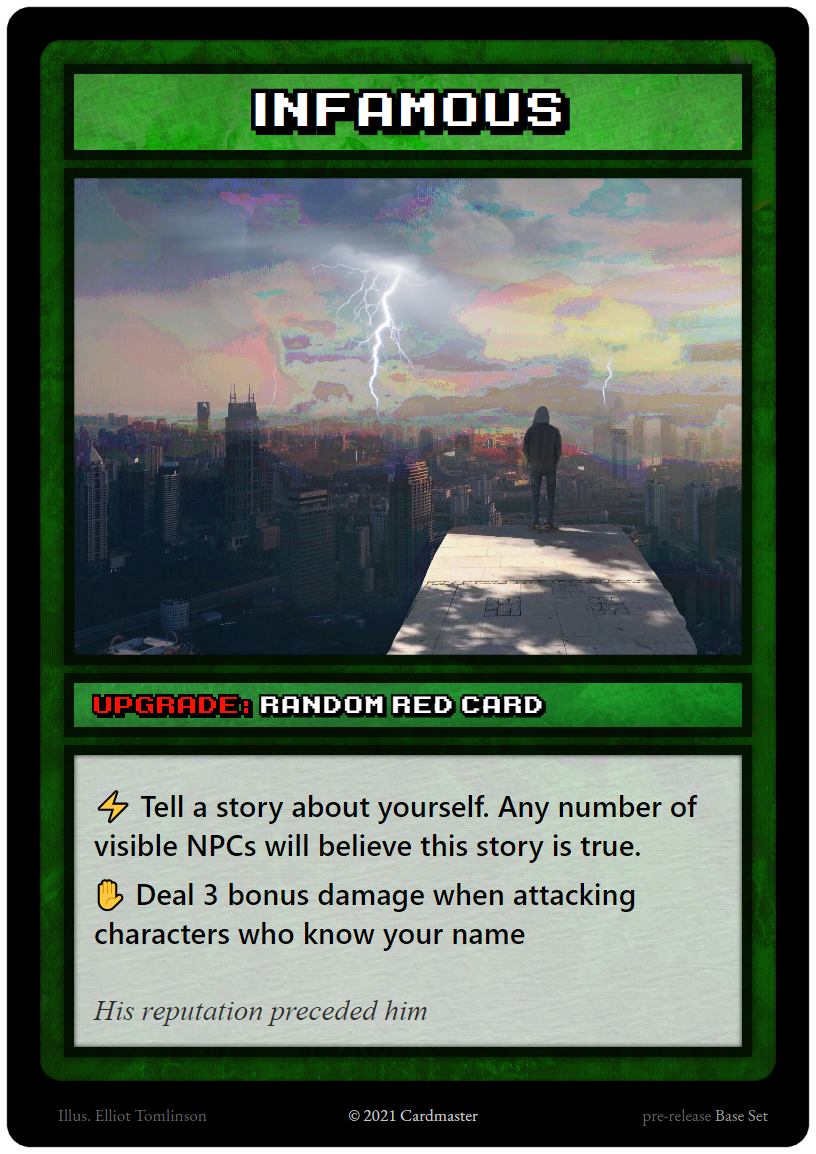 INFAMOUS
UPGRADE: RANDOM RED CARD
⚡ Tell a story about yourself. Any number of
visible NPCs will believe this story is true.
✋ Deal 3 bonus damage when attacking
characters who know your name
His reputation preceded him
Illus. Elliot Tomlinson © 2021 Cardmaster pre-release Base Set